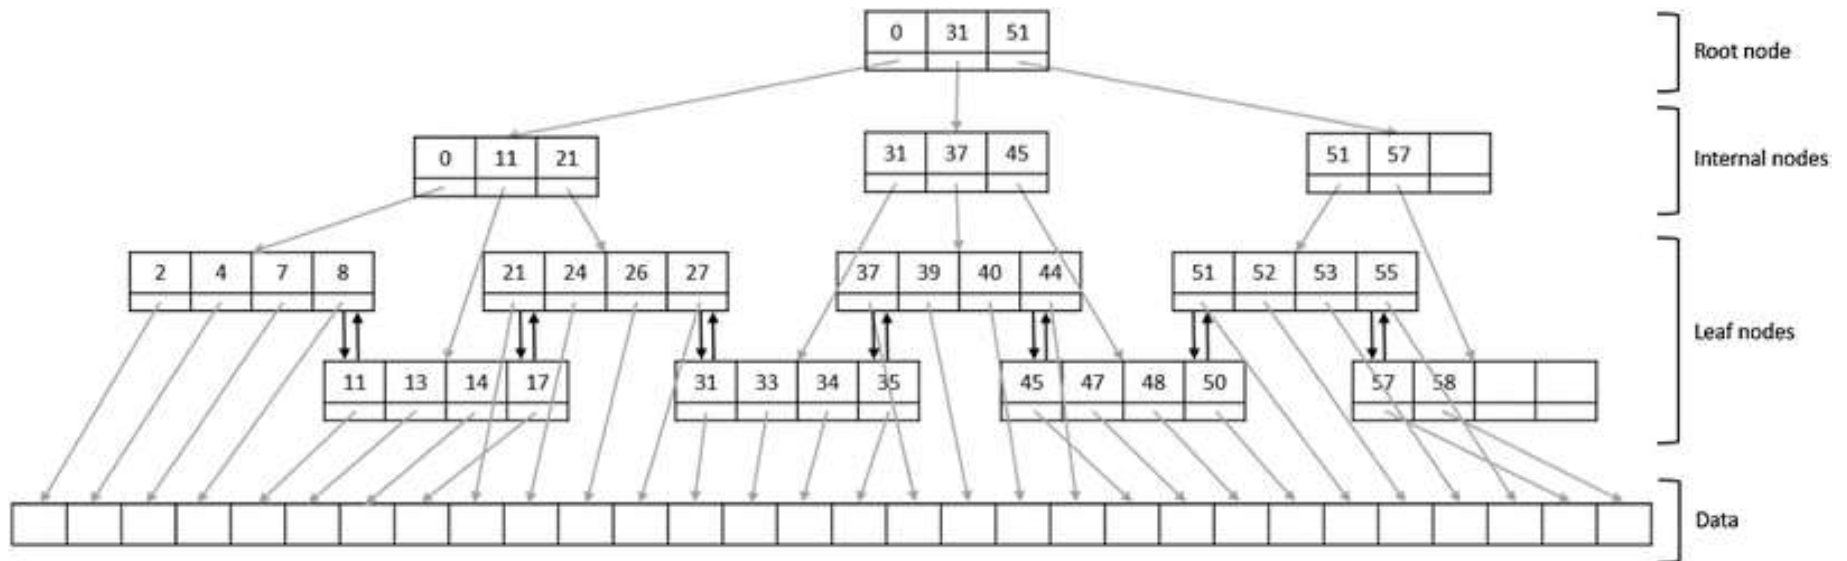 0 31 51
Root node
0 11 21
31 37 45
51 57
Internal nodes
2 4 7 8
21 24 26 27
37 39 40 44
51 52 53 55
Leaf nodes
11 13 14 17
31 33 34 35
45 47 48 50
57 58
Data